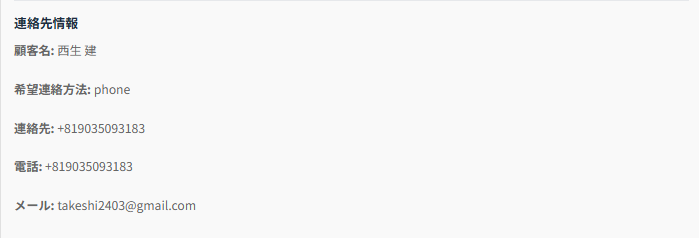 連絡先情報
顧客名: 西生 建
希望連絡方法: phone
連絡先: +819035093183
電話: +819035093183
メール: takeshi2403@gmail.com